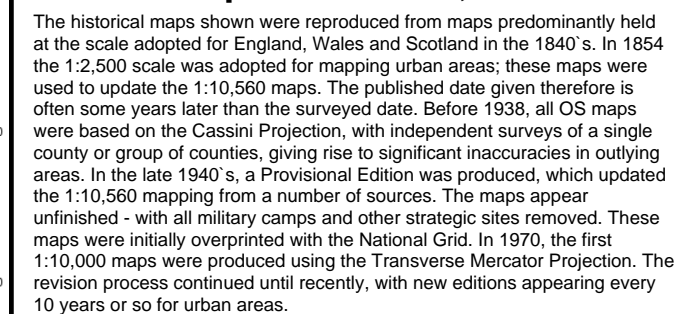 The historical maps shown were reproduced from maps predominantly held
at the scale adopted for England, Wales and Scotland in the 1840`s. In 1854
the 1:2,500 scale was adopted for mapping urban areas; these maps were
used to update the 1:10,560 maps. The published date given therefore is
often some years later than the surveyed date. Before 1938, all OS maps
were based on the Cassini Projection, with independent surveys of a single
county or group of counties, giving rise to significant inaccuracies in outlying
areas. In the late 1940`s, a Provisional Edition was produced, which updated
the 1:10,560 mapping from a number of sources. The maps appear
unfinished - with all military camps and other strategic sites removed. These
maps were initially overprinted with the National Grid. In 1970, the first
1:10,000 maps were produced using the Transverse Mercator Projection. The
revision process continued until recently, with new editions appearing every
10 years or so for urban areas.